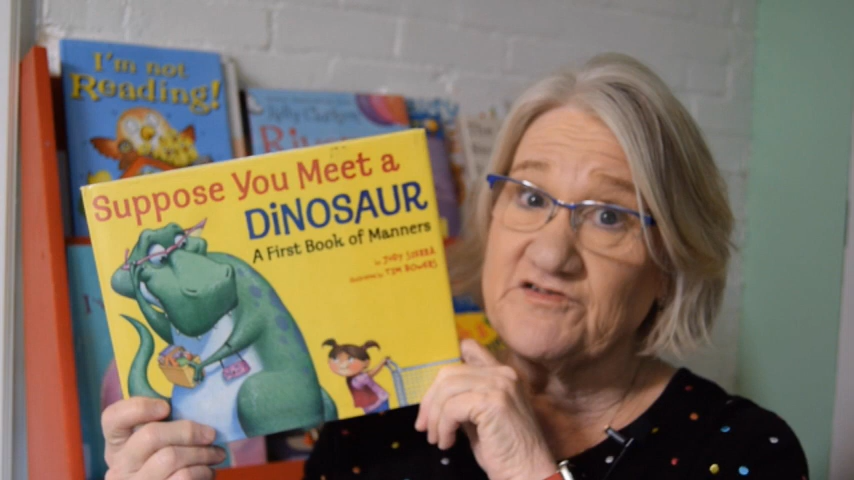 I'm not
Reading!
Suppose You Meet a
DiNOSAUR
A First Book of Manners
by JUDY SIERRA
illustrated by TIM BOWERS